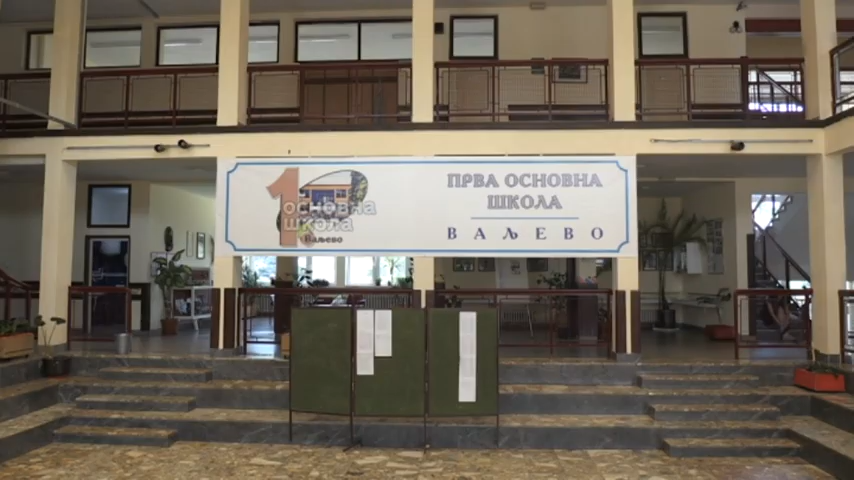 1
основна
школа
Ваљево
ПРВА ОСНОВНА
ШКОЛА
ВАЉЕВО